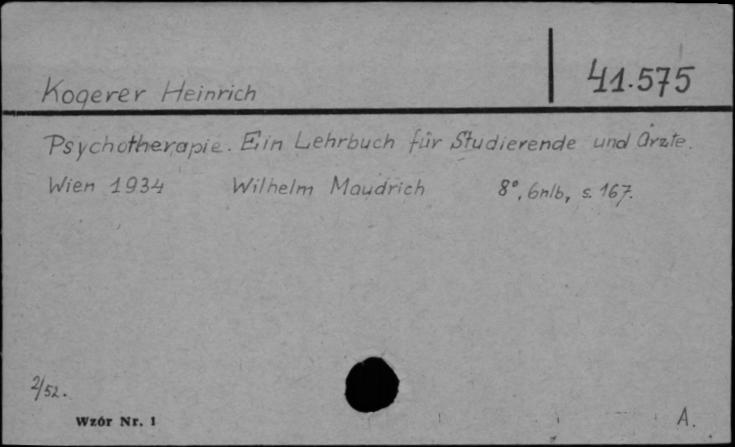 41.575
Kogerer Heinrich
Psychotherapie. Ein Lehrbuch für Studierende und Ärzte.
Wien 1934 Wilhelm Maudrich 8°, 6nlb, s. 167.
2/52.
Wzór Nr. 1
A.